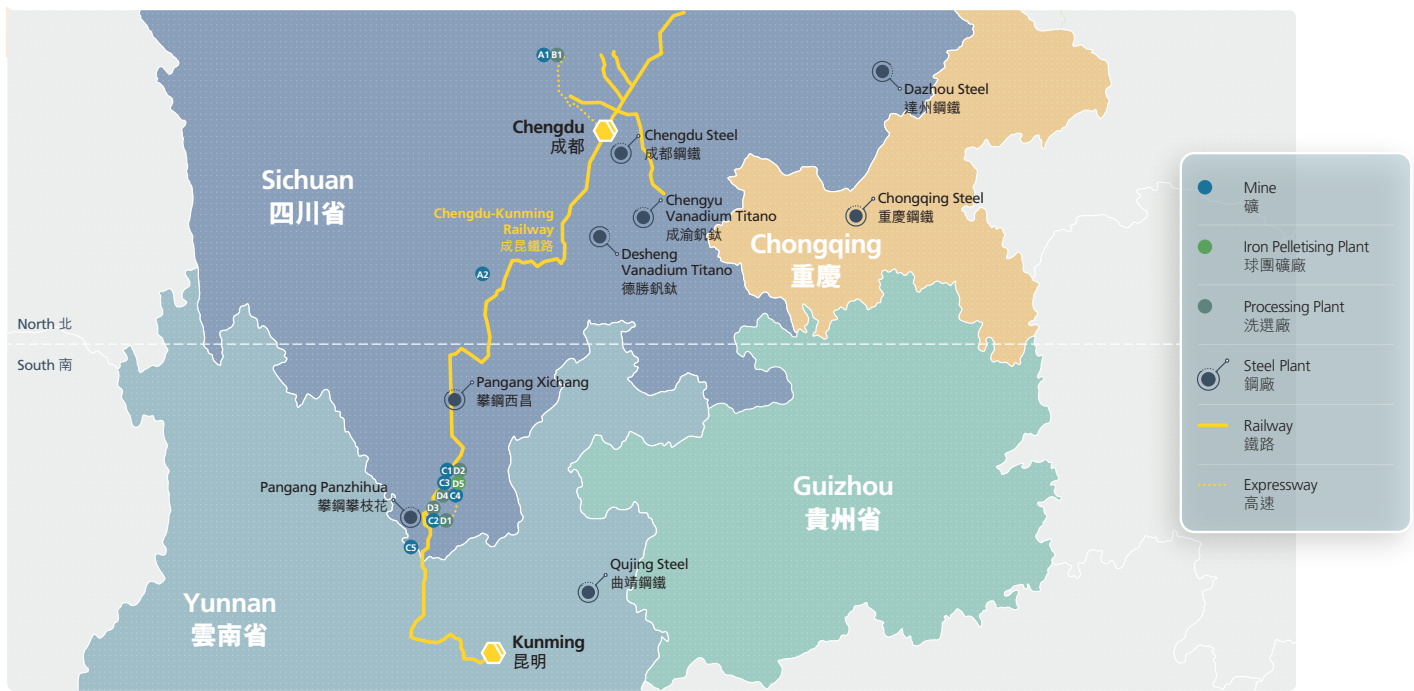 A1 B1
Dazhou Steel
達州鋼鐵
Chengdu
成都
Chengdu Steel
成都鋼鐵
Sichuan
四川省
Chengyu
Vanadium Titano
成渝釩鈦
Chongqing Steel
重慶鋼鐵
Chengdu-Kunming
Railway
成昆鐵路
Desheng
Vanadium Titano
德勝釩鈦
Chongqing
重慶
A2
North 北
South 南
Pangang Xichang
攀鋼西昌
C1 D2
C3 D5
D4 C4
D3
C2 D1
C5
Pangang Panzhihua
攀鋼攀枝花
Guizhou
貴州省
Qujing Steel
曲靖鋼鐵
Yunnan
雲南省
Kunming
昆明
Mine
礦
Iron Pelletising Plant
球團礦廠
Processing Plant
洗選廠
Steel Plant
鋼廠
Railway
鐵路
Expressway
高速